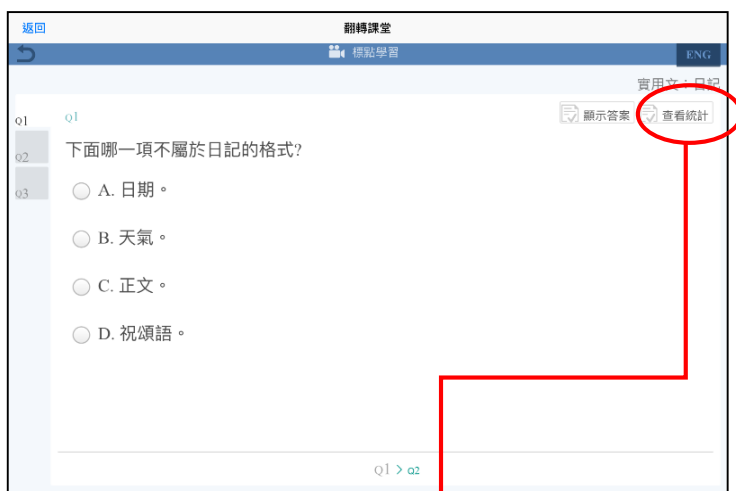 返回
翻轉課堂
標點學習
ENG
實用文：日記
Q1
Q1
顯示答案
查看統計
Q2
下面哪一項不屬於日記的格式?
Q3
A. 日期。
B. 天氣。
C. 正文。
D. 祝頌語。
Q1 > Q2